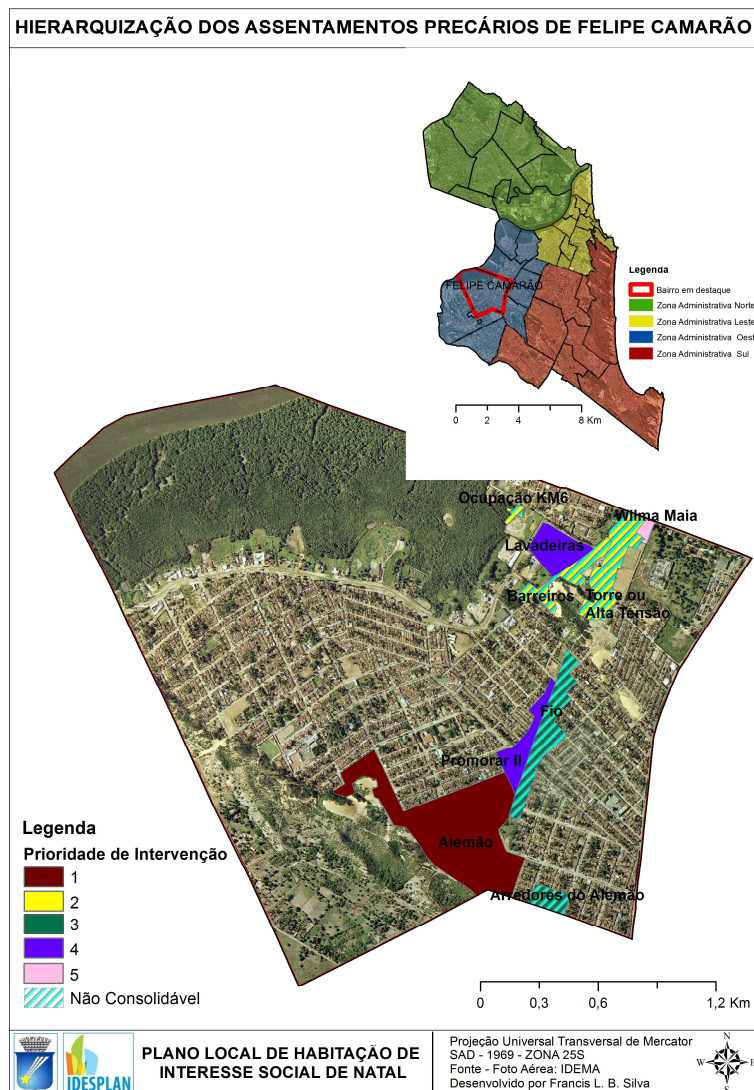 HIERARQUIZAÇÃO DOS ASSENTAMENTOS PRECÁRIOS DE FELIPE CAMARÃO
FELIPE CAMARÃO
Legenda
Bairro em destaque
Zona Administrativa Norte
Zona Administrativa Leste
Zona Administrativa Oest
Zona Administrativa Sul
0 2 4 8 Km
Ocupação KM6
Wilma Maia
Lavadeiras
Barreiros
Torre ou
Alta Tensão
Fio
Promorar II
Alemão
Arredores do Alemão
Legenda
Prioridade de Intervenção
1
2
3
4
5
Não Consolidável
0 0,3 0,6 1,2 Km
IDESPLAN
PLANO LOCAL DE HABITAÇÃO DE
INTERESSE SOCIAL DE NATAL
Projeção Universal Transversal de Mercator
SAD - 1969 - ZONA 25S
Fonte - Foto Aérea: IDEMA
Desenvolvido por Francis L. B. Silva
N
W
E
S